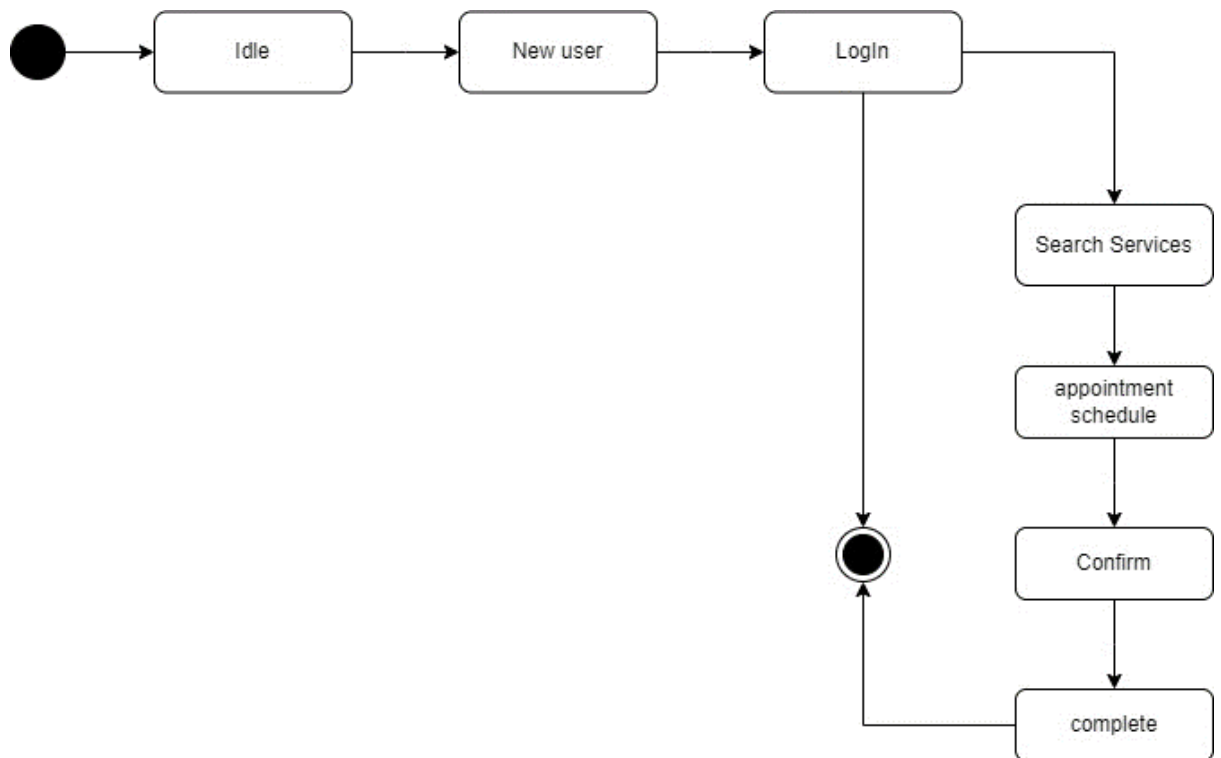 Idle
New user
LogIn
Search Services
appointment
schedule
Confirm
complete